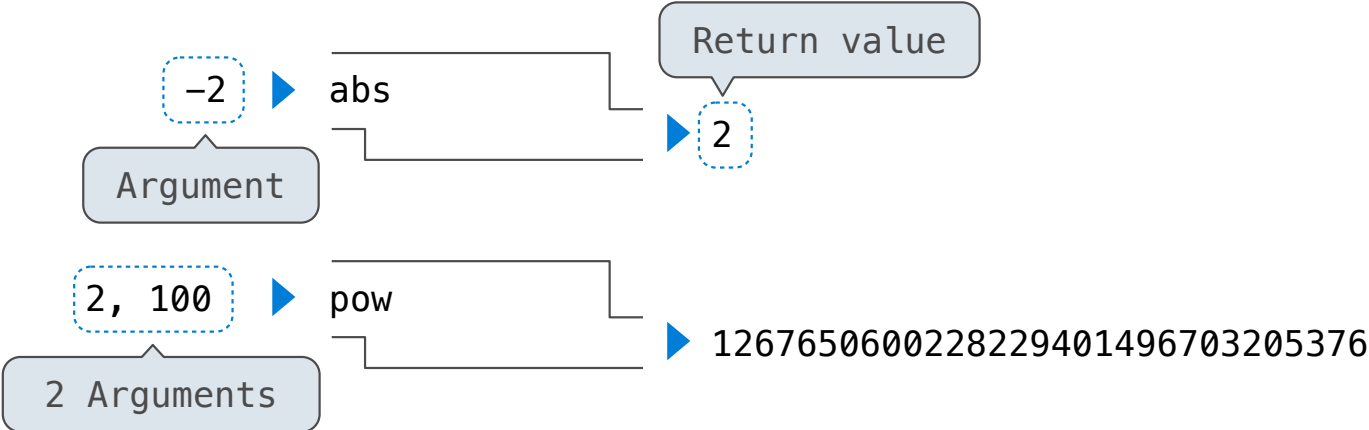 Return value
-2 abs
2
Argument
2, 100 pow
1267650600228229401496703205376
2 Arguments